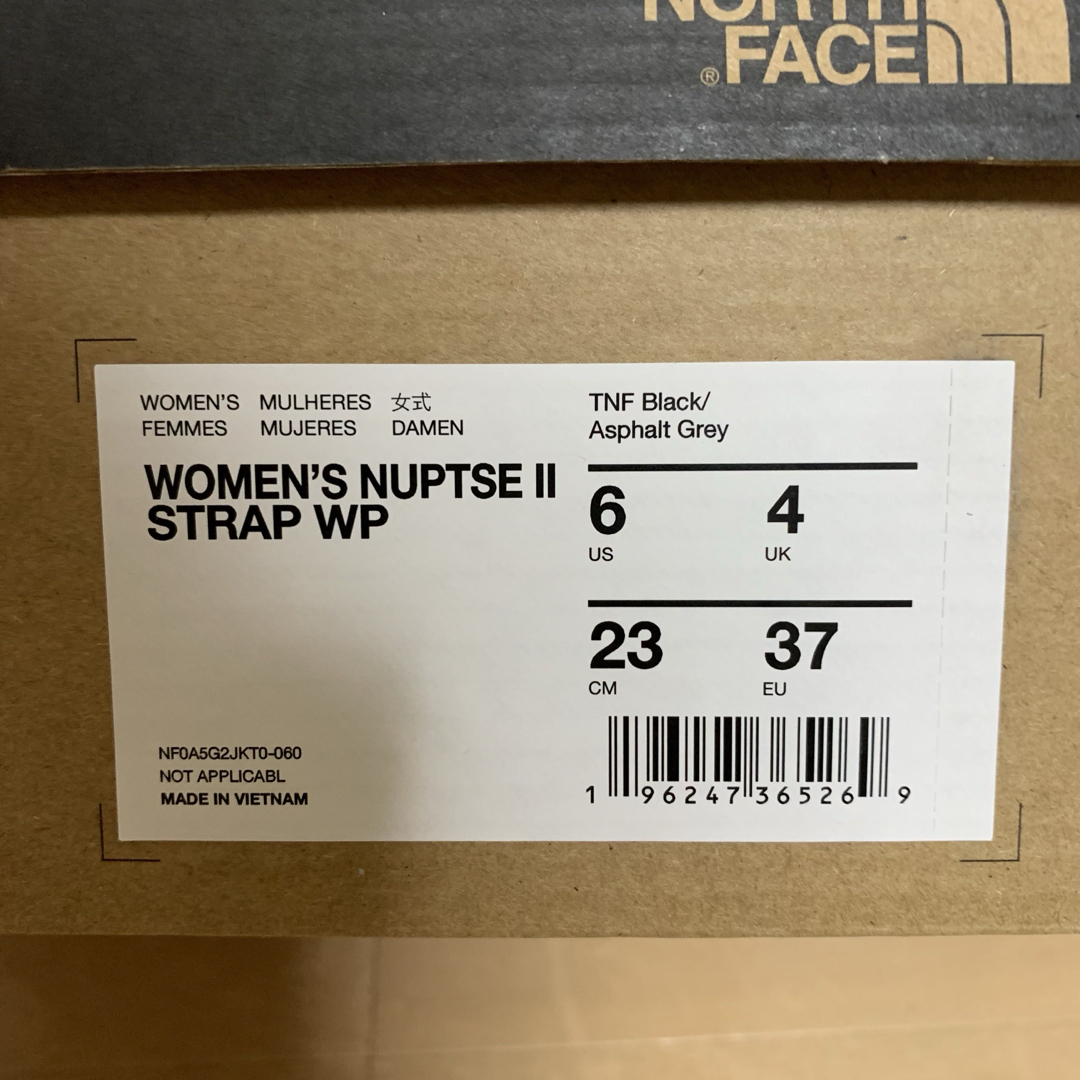 NORTH
®FACE
WOMEN'S MULHERES 女式
FEMMES MUJERES DAMEN
WOMEN'S NUPTSE II
STRAP WP
TNF Black/
Asphalt Grey
6 4
US UK
23 37
CM EU
NF0A5G2JKT0-060
NOT APPLICABL
MADE IN VIETNAM
1 96247 36526 9